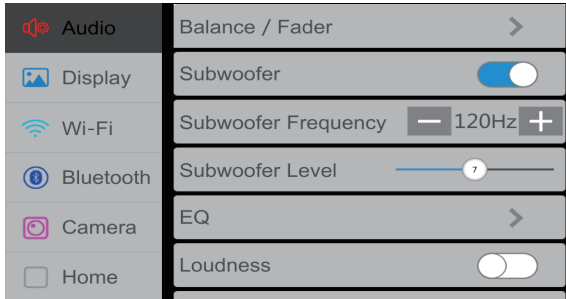 Audio
Display
Wi-Fi
Bluetooth
Camera
Home
Balance / Fader
Subwoofer
Subwoofer Frequency 120Hz
Subwoofer Level 7
EQ
Loudness